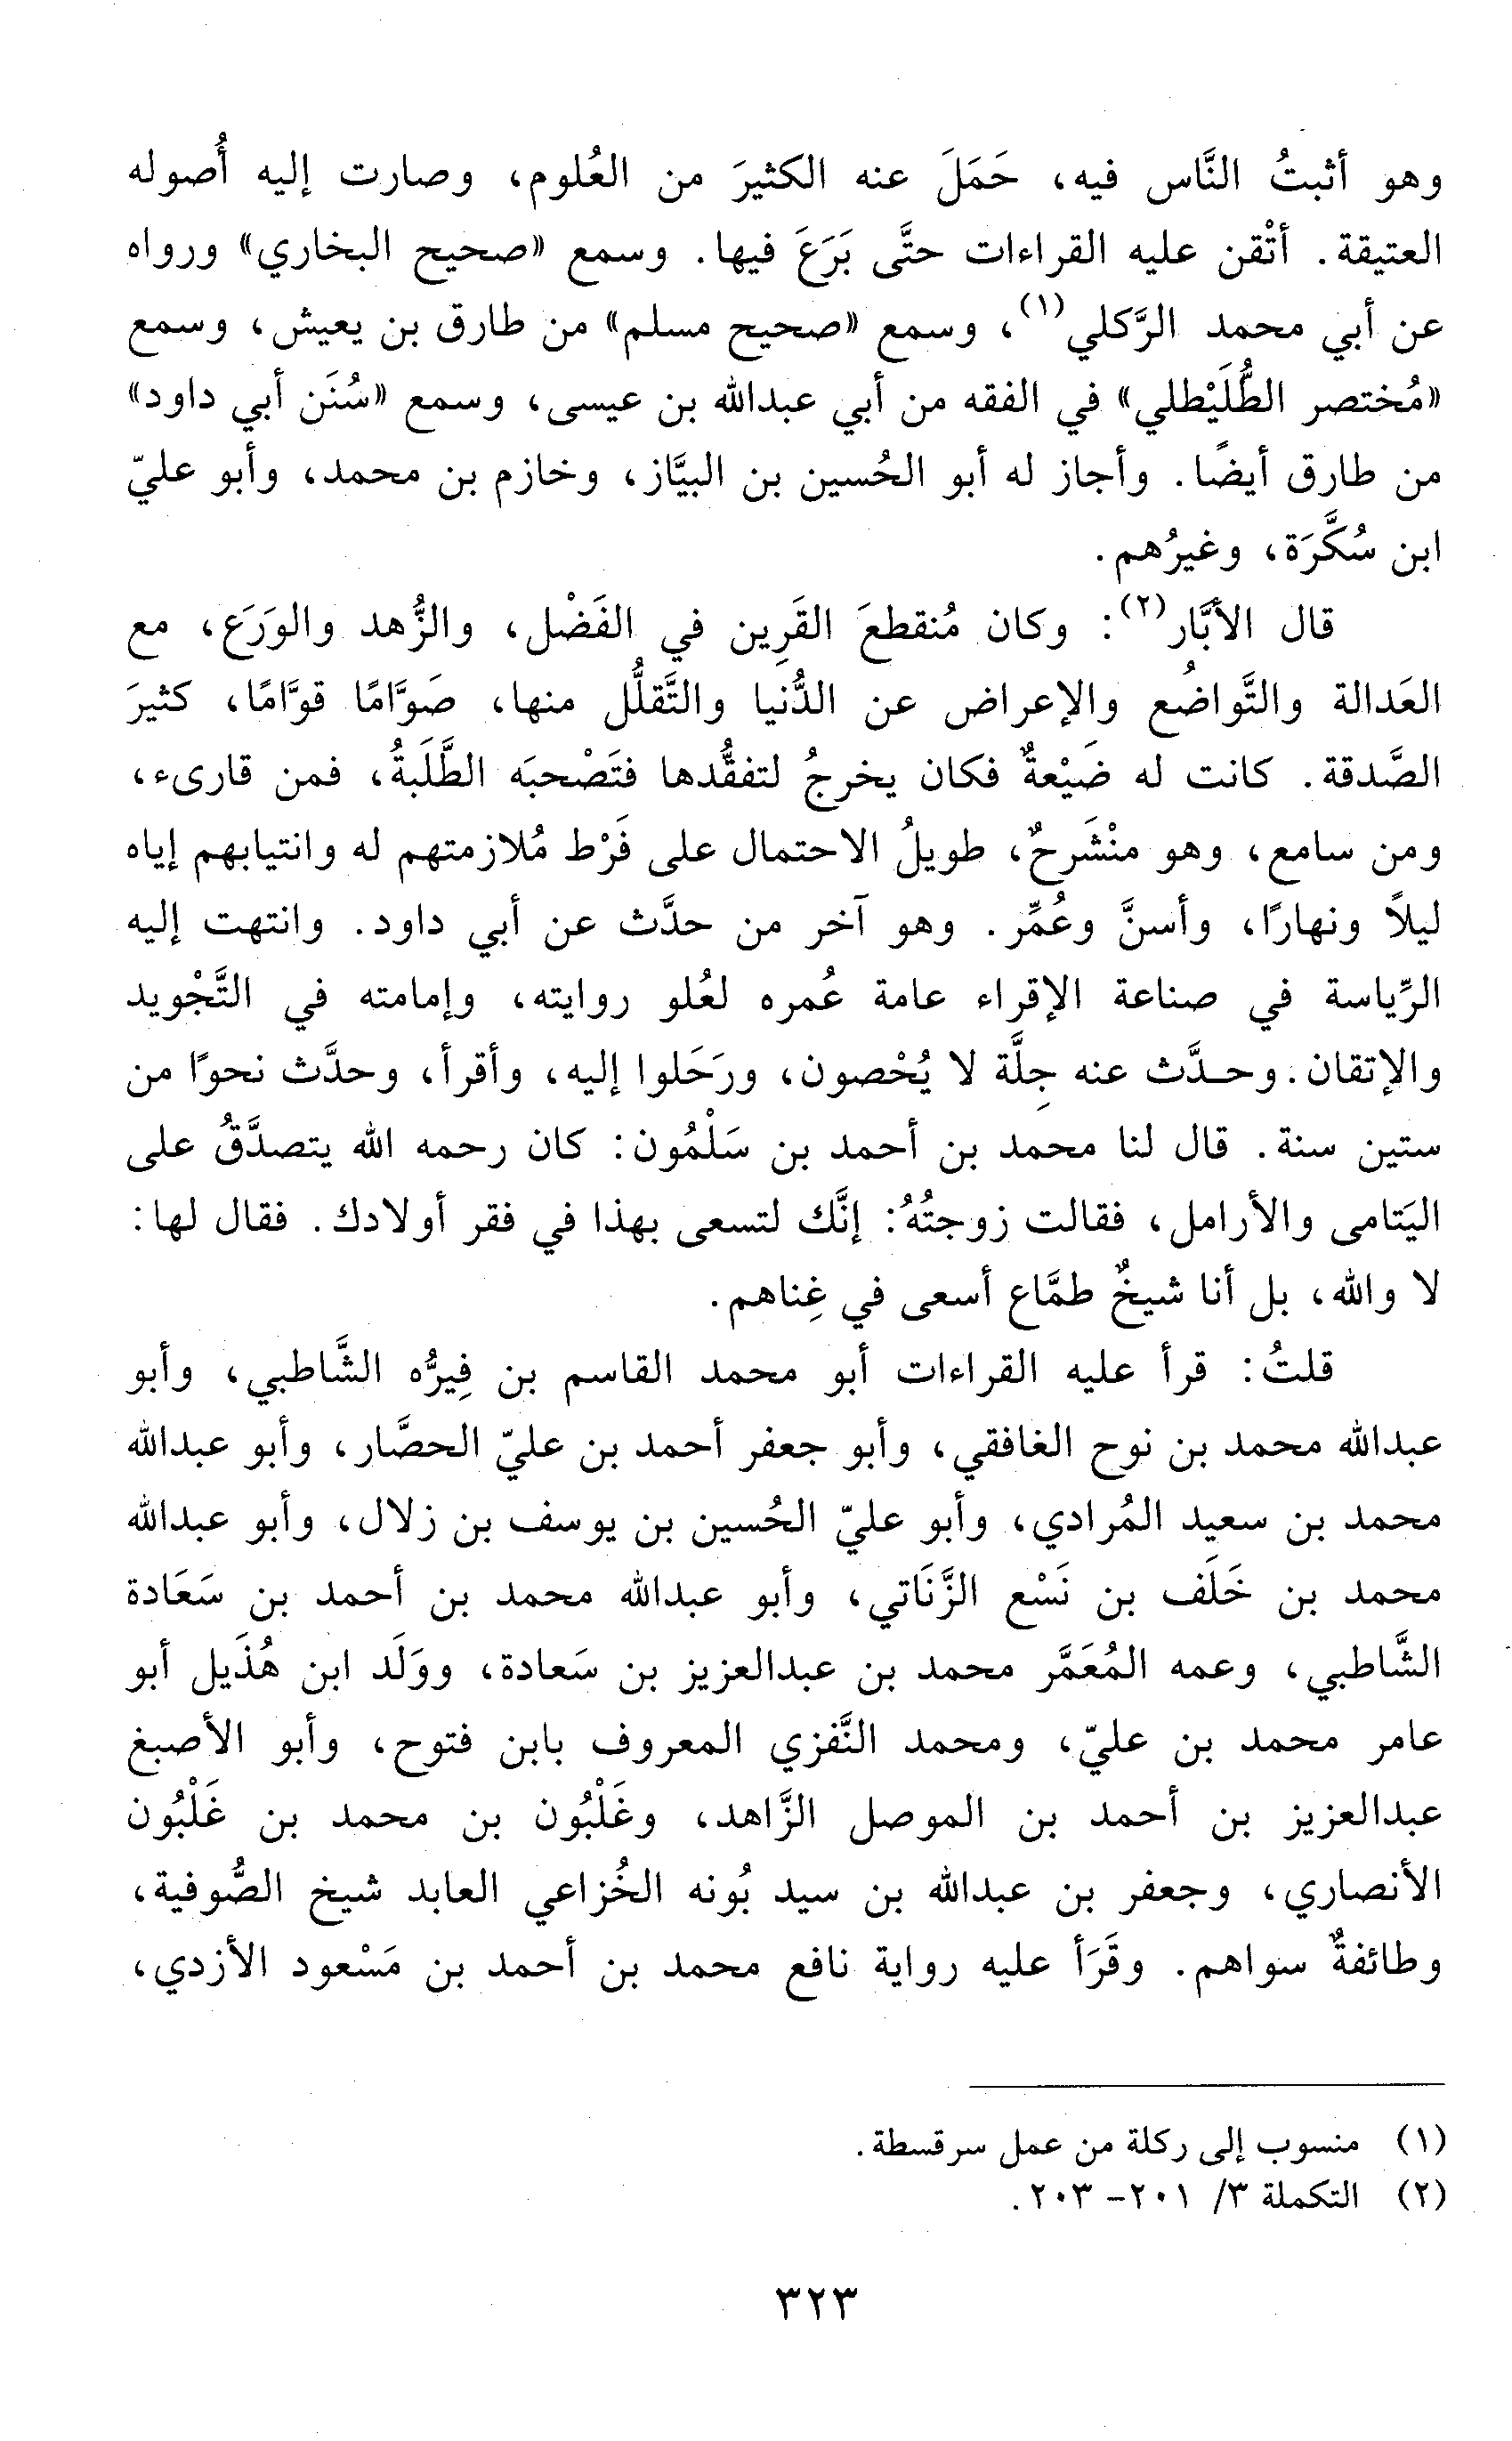 وهو أثبتُ النَّاس فيه، حَمَلَ عنه الكثيرَ من العُلوم، وصارت إليه أُصوله
العتيقة. أتْقن عليه القراءات حتَّى بَرَعَ فيها. وسمع «صحيح البخاري» ورواه
عن أبي محمد الرَّكلي(١)، وسمع «صحيح مسلم» من طارق بن يعيش، وسمع
«مُختصر الطُّلَيْطلي» في الفقه من أبي عبدالله بن عيسى، وسمع «سُنَن أبي داود»
من طارق أيضًا. وأجاز له أبو الحُسين بن البيَّاز، وخازم بن محمد، وأبو عليّ
ابن سُكَّرَة، وغيرُهم.
قال الأبَّار(٢): وكان مُنقطعَ القَرِين في الفَضْل، والزُّهد والوَرَع، مع
العَدالة والتَّواضُع والإعراض عن الدُّنيا والتَّقلُّل منها، صَوَّامًا قوَّامًا، كثيرَ
الصَّدقة. كانت له ضَيْعةٌ فكان يخرجُ لتفقُّدها فتَصْحبَه الطَّلَبةُ، فمن قارىء،
ومن سامع، وهو منْشَرحٌ، طويلُ الاحتمال على فَرْط مُلازمتهم له وانتيابهم إياه
ليلاً ونهارًا، وأسنَّ وعُمِّر. وهو آخر من حدَّث عن أبي داود. وانتهت إليه
الرِّياسة في صناعة الإقراء عامة عُمره لعُلو روايته، وإمامته في التَّجْويد
والإتقان. وحـدَّث عنه جِلَّة لا يُحْصون، ورَحَلوا إليه، وأقرأ، وحدَّث نحوًا من
ستين سنة. قال لنا محمد بن أحمد بن سَلْمُون: كان رحمه الله يتصدَّقُ على
اليَتامى والأرامل، فقالت زوجتُهُ: إنَّك لتسعى بهذا في فقر أولادك. فقال لها:
لا والله، بل أنا شيخٌ طمَّاع أسعى في غِناهم.
قلتُ: قرأ عليه القراءات أبو محمد القاسم بن فِيرُّه الشَّاطبي، وأبو
عبدالله محمد بن نوح الغافقي، وأبو جعفر أحمد بن عليّ الحصَّار، وأبو عبدالله
محمد بن سعيد المُرادي، وأبو عليّ الحُسين بن يوسف بن زلال، وأبو عبدالله
محمد بن خَلَف بن نَسْع الزَّنَاتي، وأبو عبدالله محمد بن أحمد بن سَعَادة
الشَّاطبي، وعمه المُعَمَّر محمد بن عبدالعزيز بن سَعادة، ووَلَد ابن هُذَيل أبو
عامر محمد بن عليّ، ومحمد النَّفزي المعروف بابن فتوح، وأبو الأصبغ
عبدالعزيز بن أحمد بن الموصل الزَّاهد، وغَلْبُون بن محمد بن غَلْبُون
الأنصاري، وجعفر بن عبدالله بن سيد بُونه الخُزاعي العابد شيخ الصُّوفية،
وطائفةٌ سواهم. وقَرَأ عليه رواية نافع محمد بن أحمد بن مَسْعود الأزدي،
(١) منسوب إلى ركلة من عمل سرقسطة.
(٢) التكملة ٣/ ٢٠١- ٢٠٣.
٣٢٣